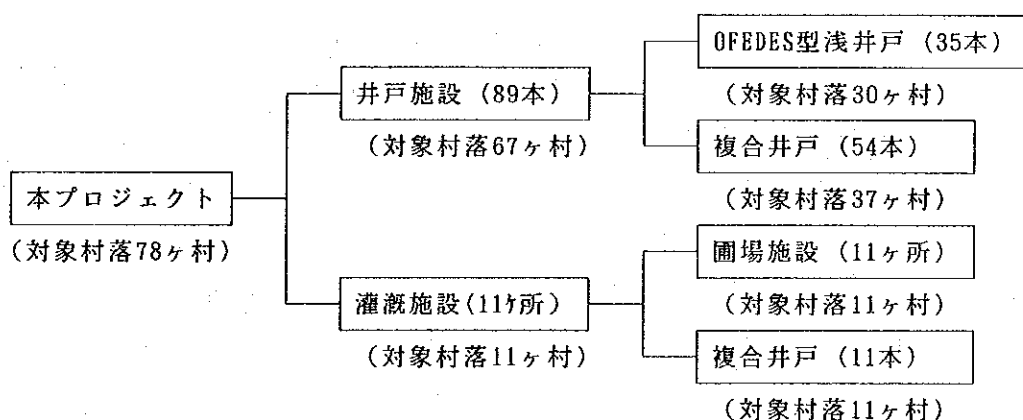 OFEDES型浅井戸 (35本)
井戸施設 (89本)
(対象村落30ヶ村)
(対象村落67ヶ村)
複合井戸 (54本)
本プロジェクト
(対象村落37ヶ村)
(対象村落78ヶ村)
圃場施設 (11ヶ所)
灌漑施設(11ヶ所)
(対象村落11ヶ村)
(対象村落11ヶ村)
複合井戸 (11本)
(対象村落11ヶ村)